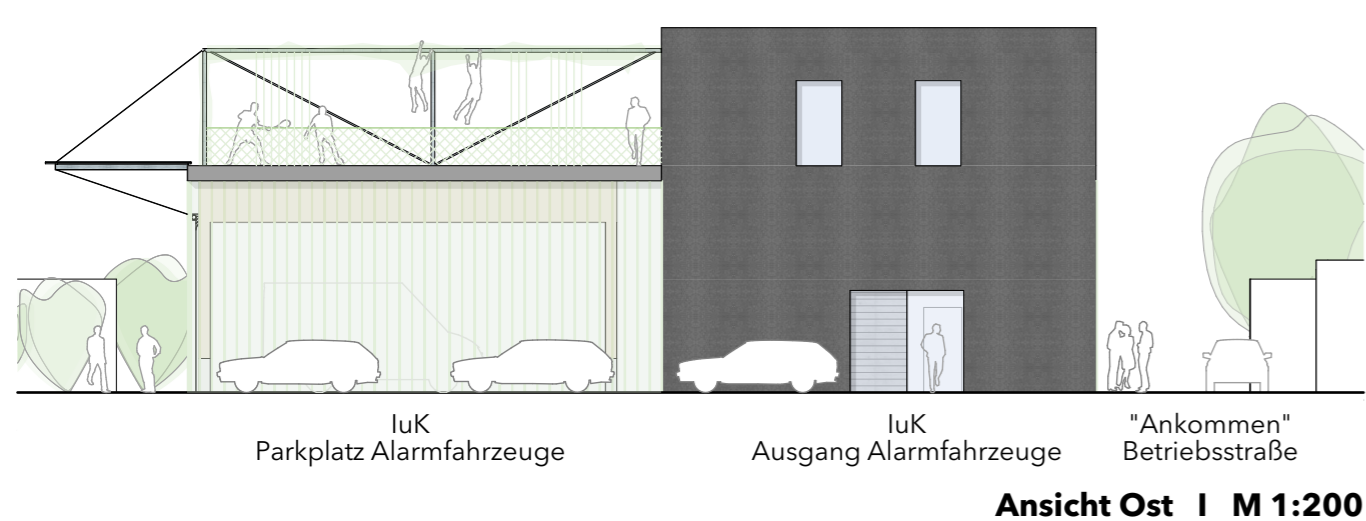 IuK
Parkplatz Alarmfahrzeuge
IuK
Ausgang Alarmfahrzeuge
"Ankommen"
Betriebsstraße
Ansicht Ost I M 1:200